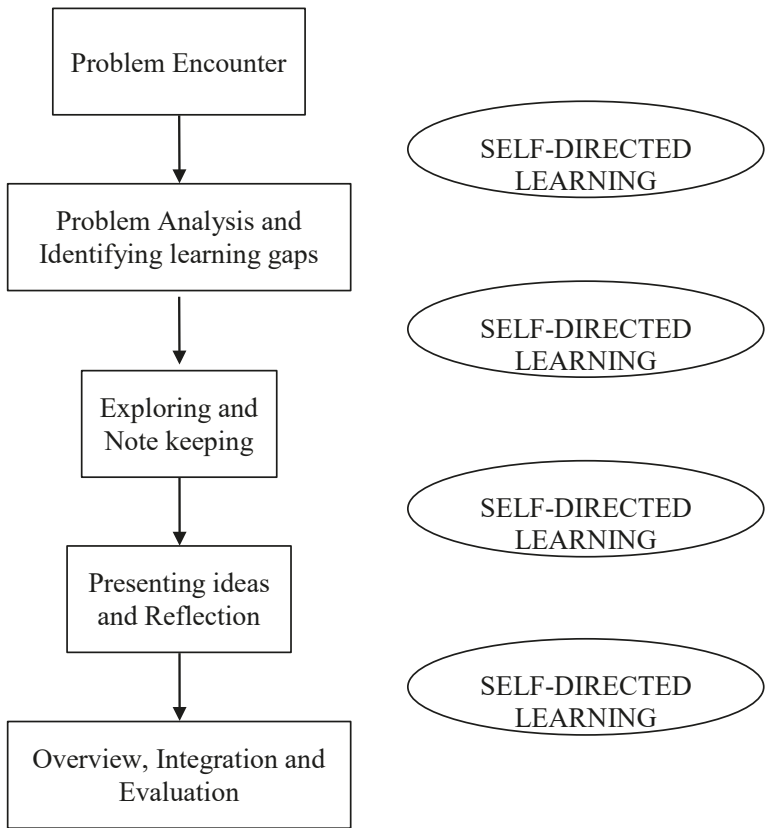 Problem Encounter
SELF-DIRECTED
LEARNING
Problem Analysis and
Identifying learning gaps
SELF-DIRECTED
LEARNING
Exploring and
Note keeping
SELF-DIRECTED
LEARNING
Presenting ideas
and Reflection
SELF-DIRECTED
LEARNING
Overview, Integration and
Evaluation